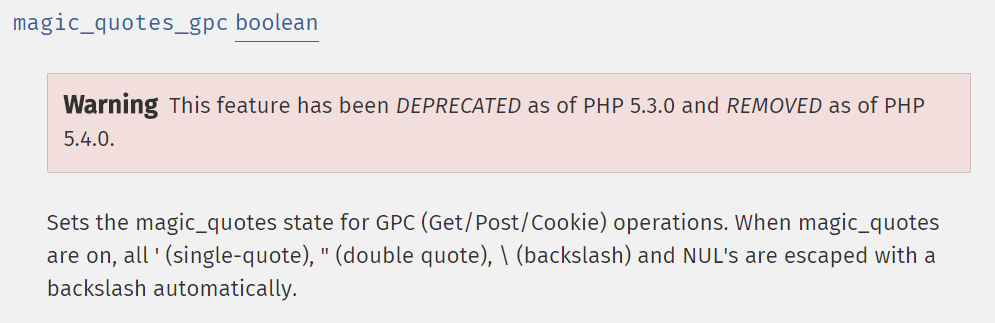 magic_quotes_gpc boolean
Warning This feature has been DEPRECATED as of PHP 5.3.0 and REMOVED as of PHP
5.4.0.
Sets the magic_quotes state for GPC (Get/Post/Cookie) operations. When magic_quotes
are on, all ' (single-quote), " (double quote), \ (backslash) and NUL's are escaped with a
backslash automatically.